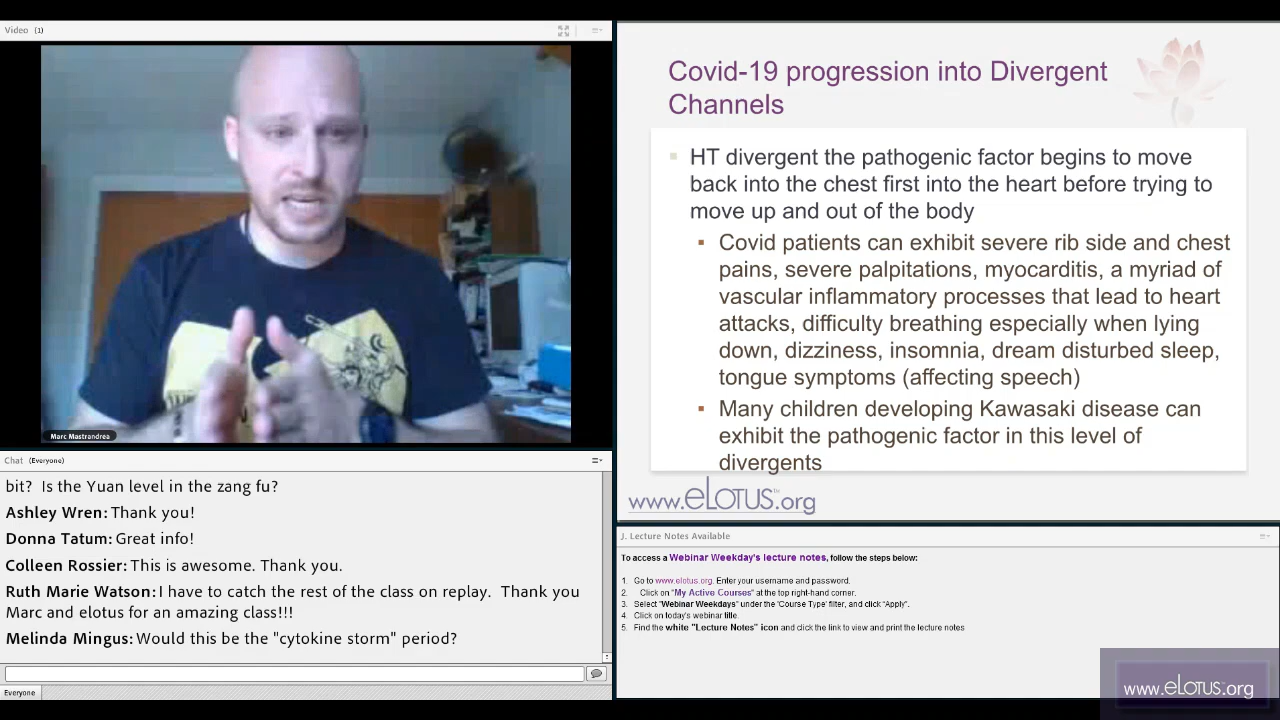 Video (1)
Marc Mastrandrea
Chat (Everyone)
bit? Is the Yuan level in the zang fu?
Ashley Wren: Thank you!
Donna Tatum: Great info!
Colleen Rossier: This is awesome. Thank you.
Ruth Marie Watson: I have to catch the rest of the class on replay. Thank you
Marc and elotus for an amazing class!!!
Melinda Mingus: Would this be the "cytokine storm" period?
Everyone
Covid-19 progression into Divergent
Channels
HT divergent the pathogenic factor begins to move
back into the chest first into the heart before trying to
move up and out of the body
Covid patients can exhibit severe rib side and chest
pains, severe palpitations, myocarditis, a myriad of
vascular inflammatory processes that lead to heart
attacks, difficulty breathing especially when lying
down, dizziness, insomnia, dream disturbed sleep,
tongue symptoms (affecting speech)
Many children developing Kawasaki disease can
exhibit the pathogenic factor in this level of
divergents
www.eLOTUS.org
J. Lecture Notes Available
To access a Webinar Weekday's lecture notes, follow the steps below:
1. Go to www.elotus.org. Enter your username and password.
2. Click on "My Active Courses" at the top right-hand corner.
3. Select "Webinar Weekdays" under the 'Course Type' filter, and click "Apply".
4. Click on today's webinar title.
5. Find the white "Lecture Notes" icon and click the link to view and print the lecture notes
www.eLOTUS.org